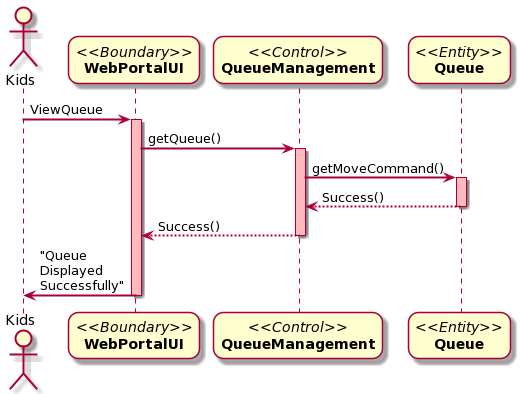 Kids
<<Boundary>>
WebPortalUI
<<Control>>
QueueManagement
<<Entity>>
Queue
ViewQueue
getQueue()
getMoveCommand()
Success()
Success()
"Queue
Displayed
Successfully"
Kids
<<Boundary>>
WebPortalUI
<<Control>>
QueueManagement
<<Entity>>
Queue